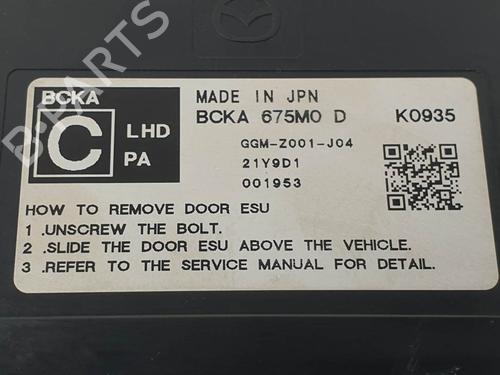 B-PARTS
BCKA
C
LHD
PA
MADE IN JPN
BCKA 675M0 D
K0935
GGM-Z001-J04
21Y9D1
001953
HOW TO REMOVE DOOR ESU
1 .UNSCREW THE BOLT.
2 .SLIDE THE DOOR ESU ABOVE THE VEHICLE.
3 .REFER TO THE SERVICE MANUAL FOR DETAIL.